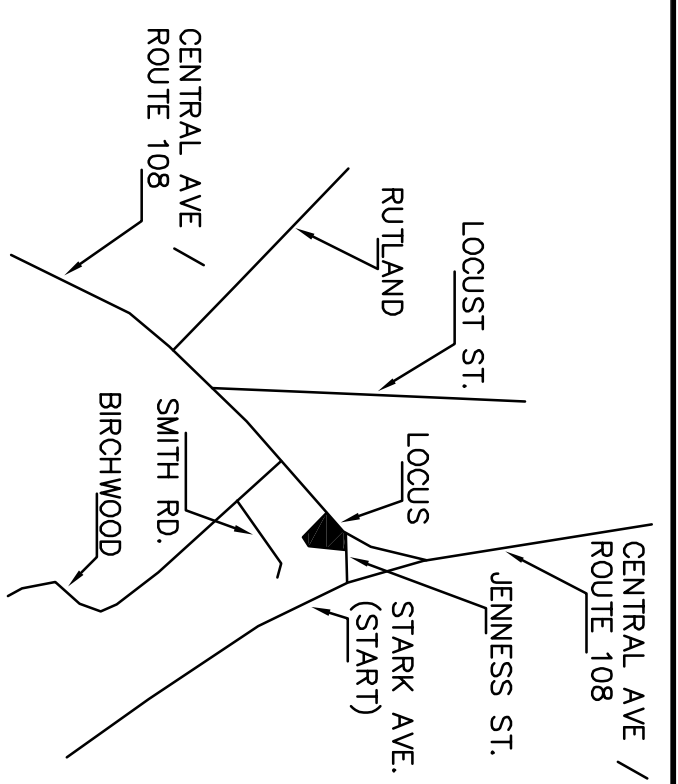 CENTRAL AVE /
ROUTE 108
JENNESS ST.
LOCUST ST.
LOCUS
STARK AVE.
(START)
RUTLAND
CENTRAL AVE /
ROUTE 108
SMITH RD.
BIRCHWOOD